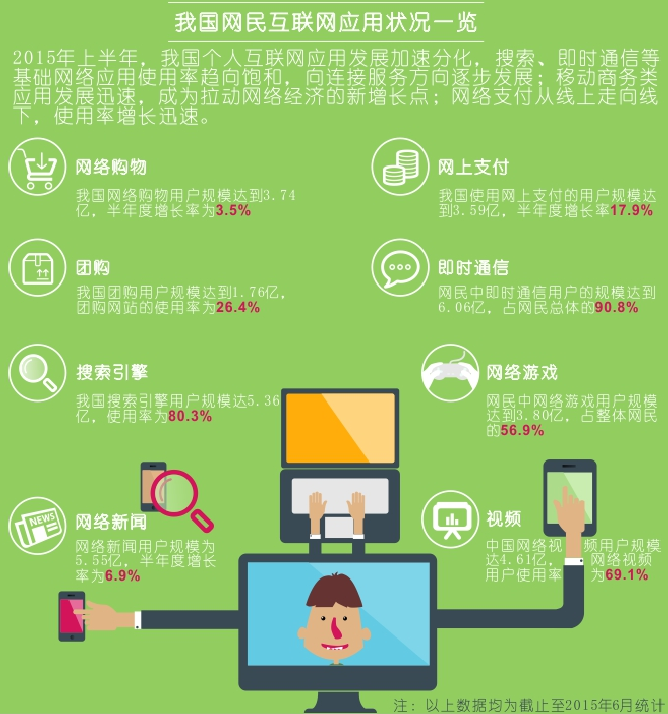 我国网民互联网应用状况一览
2015年上半年，我国个人互联网应用发展加速分化，搜索、即时通信等
基础网络应用使用率趋向饱和，向连接服务方向逐步发展；移动商务类
应用发展迅速，成为拉动网络经济的新增长点；网络支付从线上走向线
下，使用率增长迅速。
网络购物
我国网络购物用户规模达到3.74
亿，半年度增长率为3.5%
网上支付
我国使用网上支付的用户规模达
到3.59亿，半年度增长率17.9%
团购
我国团购用户规模达到1.76亿，
团购网站的使用率为26.4%
即时通信
网民中即时通信用户的规模达到
6.06亿，占网民总体的90.8%
搜索引擎
我国搜索引擎用户规模达5.36
亿，使用率为80.3%
网络游戏
网民中网络游戏用户规模
达到3.80亿，占整体网民
的56.9%
NEWS
网络新闻
网络新闻用户规模为
5.55亿，半年度增长
率为6.9%
视频
中国网络视频用户规模
达4.61亿，网络视频
用户使用率为69.1%
注：以上数据均为截止至2015年6月统计